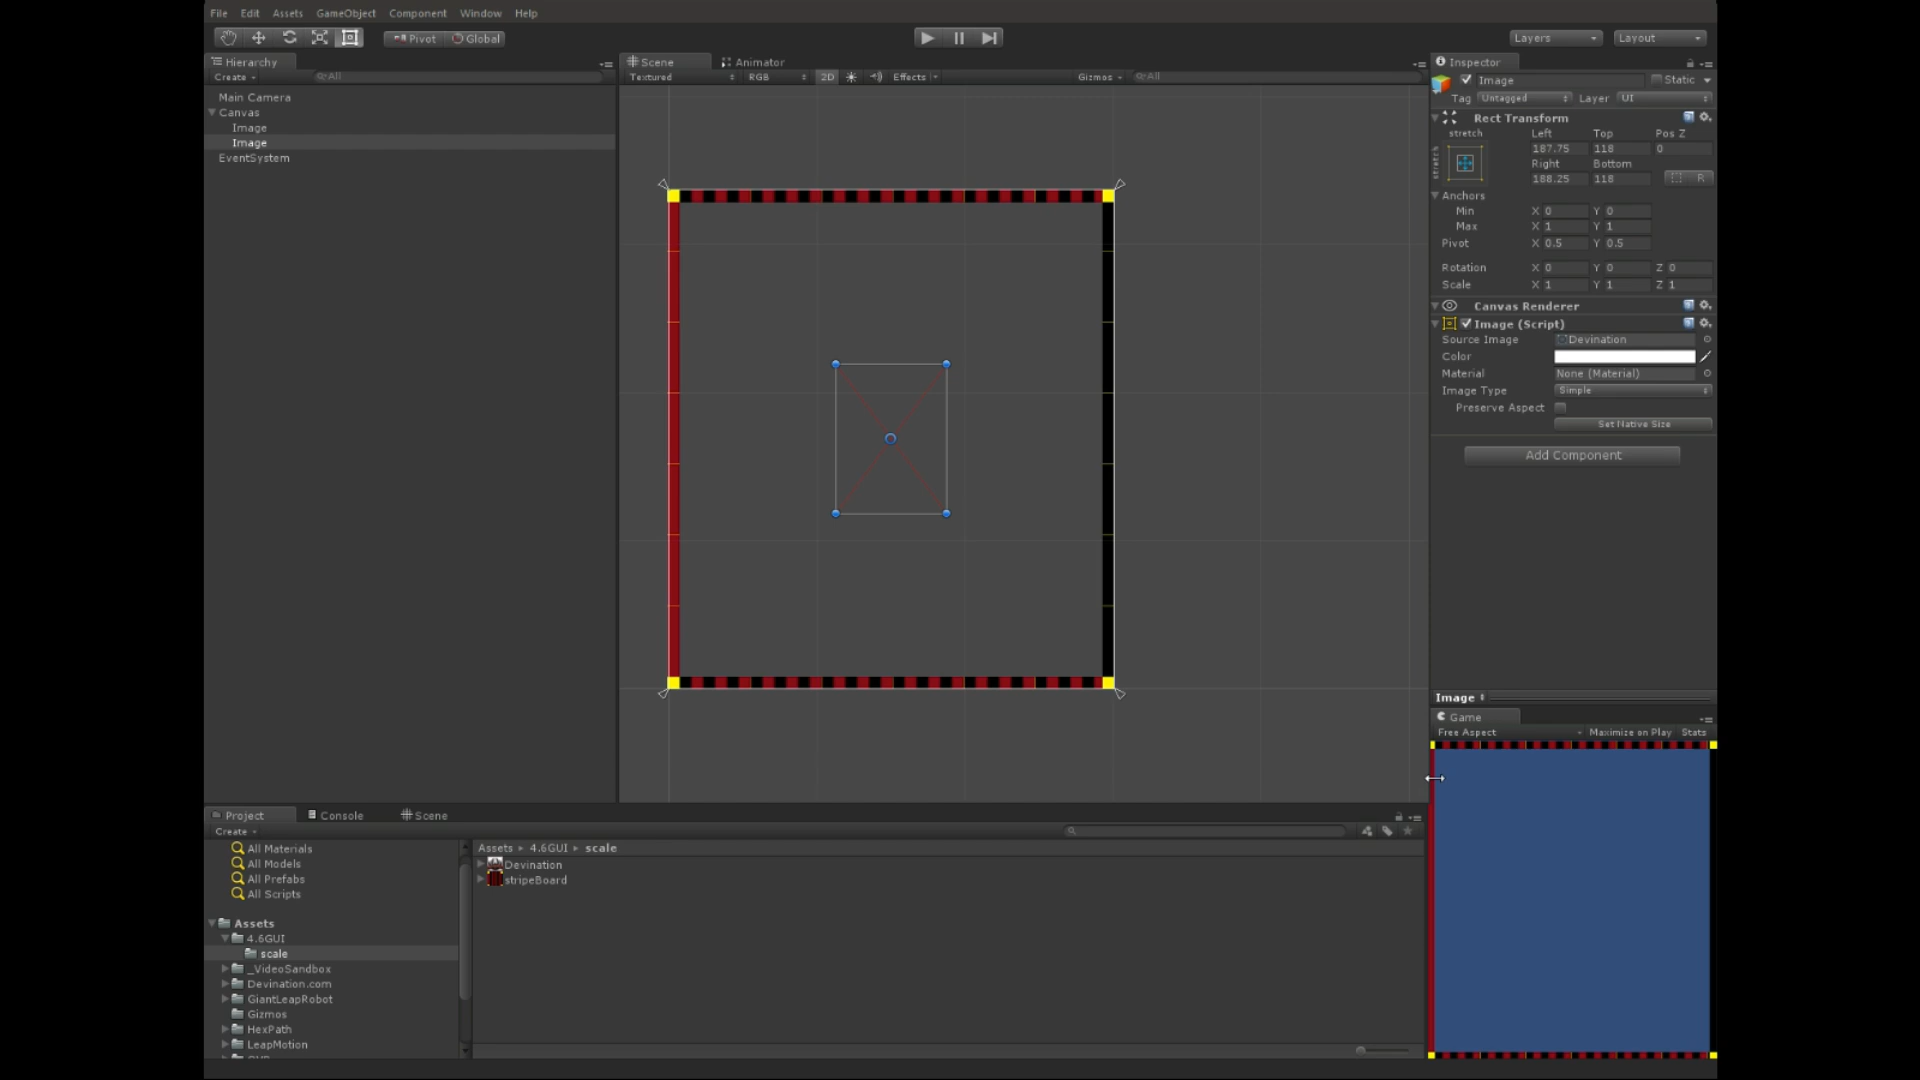 File Edit Assets GameObject Component Window Help
Pivot Global
Layers Layout
Hierarchy
Create All
Main Camera
Canvas
Image
Image
EventSystem
Scene Animator
Textured RGB 2D Effects Gizmos All
Inspector
Image Static
Tag Untagged Layer UI
Rect Transform
stretch Left Top Pos Z
stretch 187.75 118 0
Right Bottom
188.25 118 R
Anchors
Min X 0 Y 0
Max X 1 Y 1
Pivot X 0.5 Y 0.5
Rotation X 0 Y 0 Z 0
Scale X 1 Y 1 Z 1
Canvas Renderer
Image (Script)
Source Image Devination
Color
Material None (Material)
Image Type Simple
Preserve Aspect
Set Native Size
Add Component
Image
Game
Free Aspect Maximize on Play Stats
Project Console Scene
Create
All Materials
All Models
All Prefabs
All Scripts
Assets
4.6GUI
scale
_VideoSandbox
Devination.com
GiantLeapRobot
Gizmos
HexPath
LeapMotion
Assets 4.6GUI scale
Devination
stripeBoard